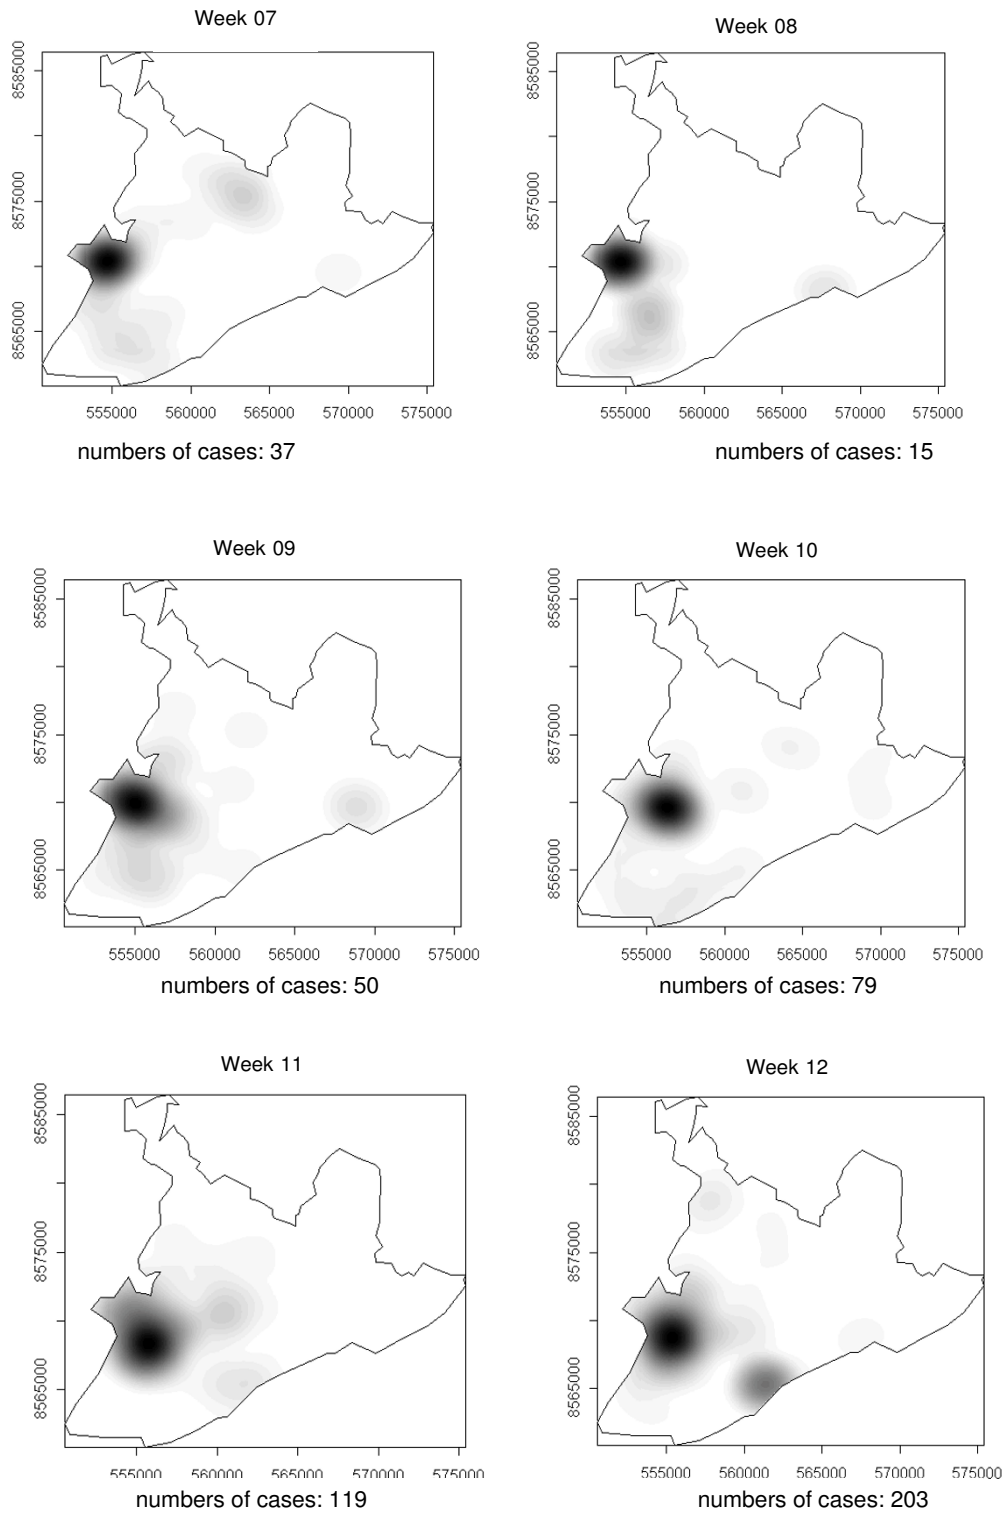 Week 07
8585000
8575000
8565000
555000 560000 565000 570000 575000
numbers of cases: 37
Week 08
8585000
8575000
8565000
555000 560000 565000 570000 575000
numbers of cases: 15
Week 09
8585000
8575000
8565000
555000 560000 565000 570000 575000
numbers of cases: 50
Week 10
8585000
8575000
8565000
555000 560000 565000 570000 575000
numbers of cases: 79
Week 11
8585000
8575000
8565000
555000 560000 565000 570000 575000
numbers of cases: 119
Week 12
8585000
8575000
8565000
555000 560000 565000 570000 575000
numbers of cases: 203